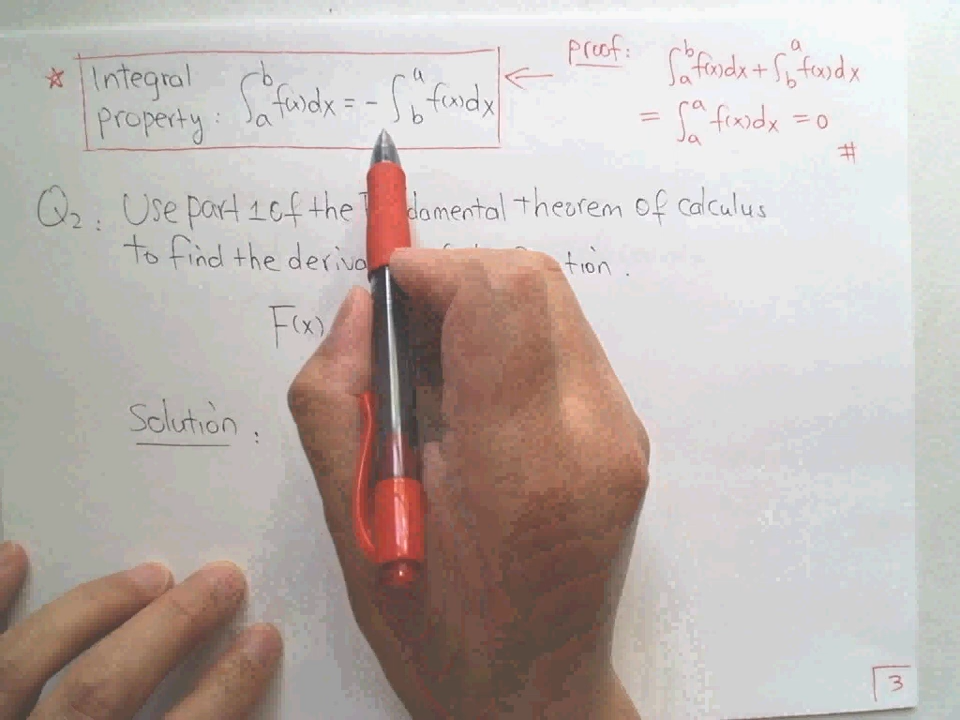 ☆ Integral property: ∫_a^b f(x)dx = - ∫_b^a f(x)dx
proof: ∫_a^b f(x)dx + ∫_b^a f(x)dx
= ∫_a^a f(x)dx = 0
#
Q2: Use part 1 of the damental theorem of calculus
to find the tion.
F(x)
Solution:
3